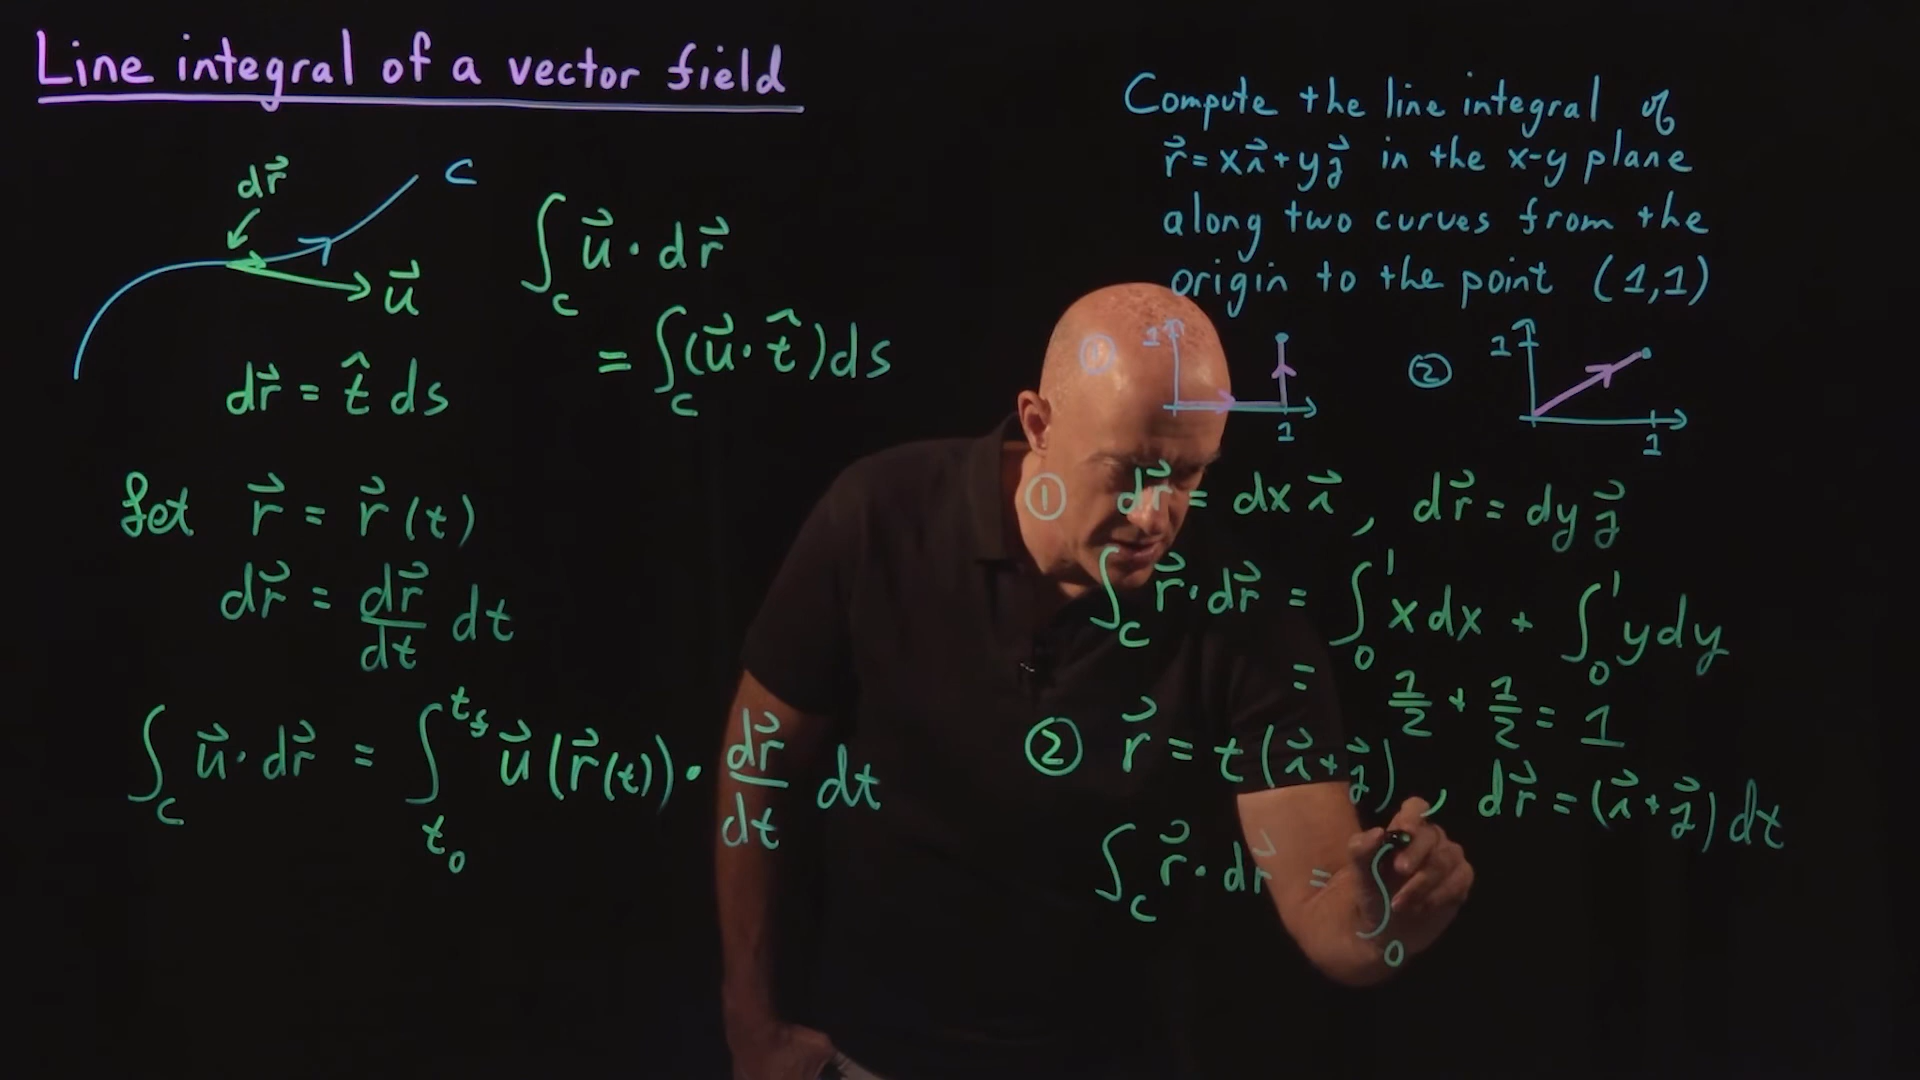 Line integral of a vector field
dr⃗
C
u⃗
∫_C u⃗ · dr⃗
= ∫_C (u⃗ · t̂) ds
dr⃗ = t̂ ds
Let r⃗ = r⃗(t)
dr⃗ = dr⃗/dt dt
∫_C u⃗ · dr⃗ = ∫_{t₀}^{t_f} u⃗(r⃗(t)) · dr⃗/dt dt
Compute the line integral of
r⃗ = x i⃗ + y j⃗ in the x-y plane
along two curves from the
origin to the point (1,1)
① 1 1
② 1 1
① dr⃗ = dx i⃗, dr⃗ = dy j⃗
∫_C r⃗ · dr⃗ = ∫_0^1 x dx + ∫_0^1 y dy
= 1/2 + 1/2 = 1
② r⃗ = t(i⃗ + j⃗), dr⃗ = (i⃗ + j⃗) dt
∫_C r⃗ · dr⃗ = ∫_0